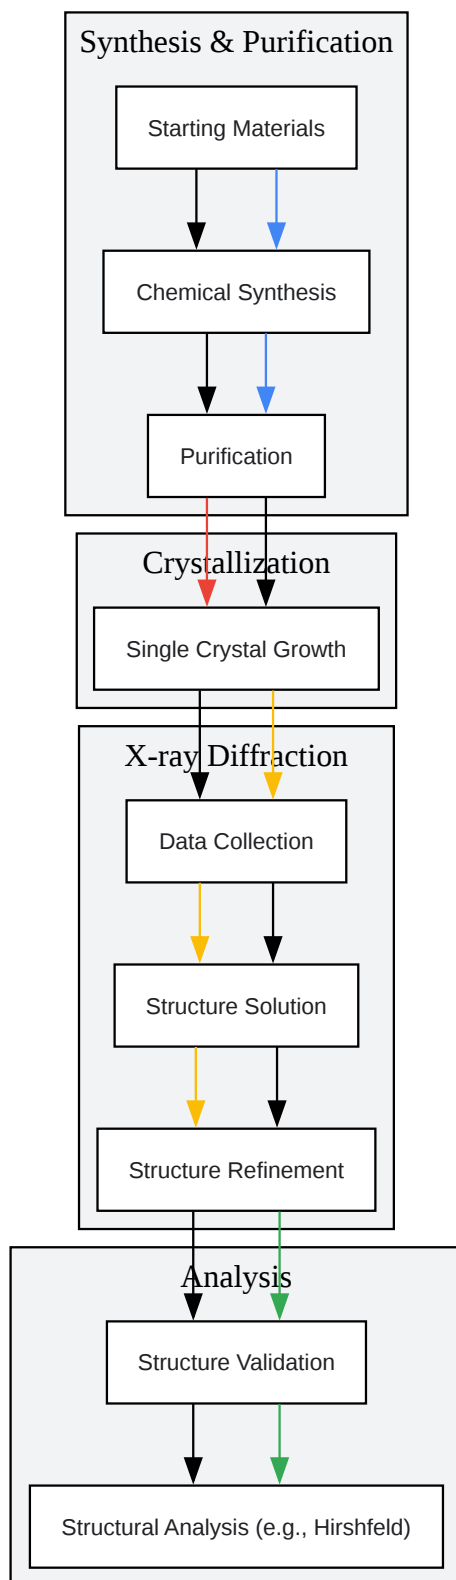 Synthesis & Purification
Starting Materials
Chemical Synthesis
Purification
Crystallization
Single Crystal Growth
X-ray Diffraction
Data Collection
Structure Solution
Structure Refinement
Analysis
Structure Validation
Structural Analysis (e.g., Hirshfeld)